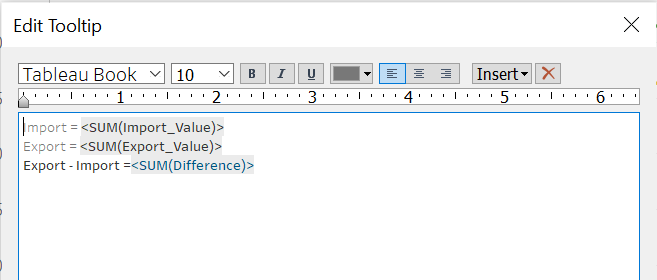 Edit Tooltip
Tableau Book 10 B I U Insert
1 2 3 4 5 6
Import = <SUM(Import_Value)>
Export = <SUM(Export_Value)>
Export - Import =<SUM(Difference)>